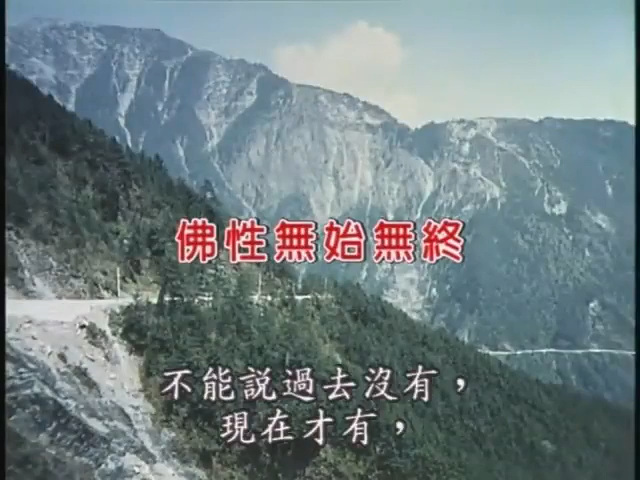 佛性無始無終
不能說過去沒有，
現在才有，